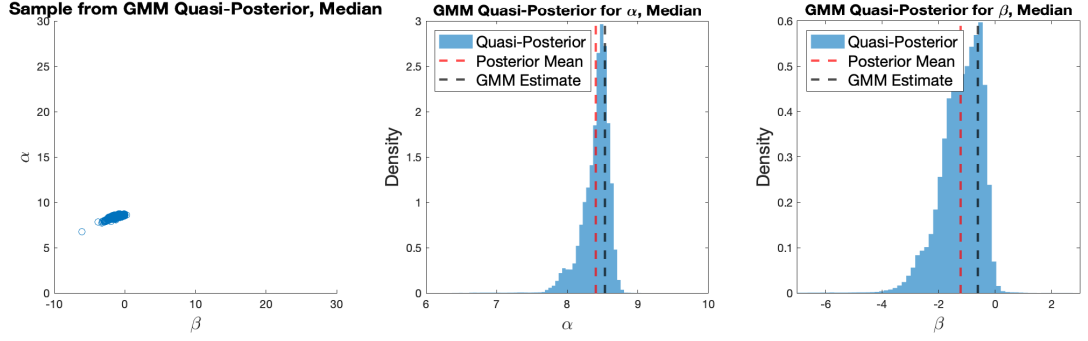 Sample from GMM Quasi-Posterior, Median
30
25
20
15
10
5
0
α
-10
0
10
20
30
β
GMM Quasi-Posterior for α, Median
3
2.5
2
1.5
1
0.5
0
Density
Quasi-Posterior
Posterior Mean
GMM Estimate
6
7
8
9
10
α
GMM Quasi-Posterior for β, Median
0.6
0.5
0.4
0.3
0.2
0.1
0
Density
Quasi-Posterior
Posterior Mean
GMM Estimate
-6
-4
-2
0
2
β